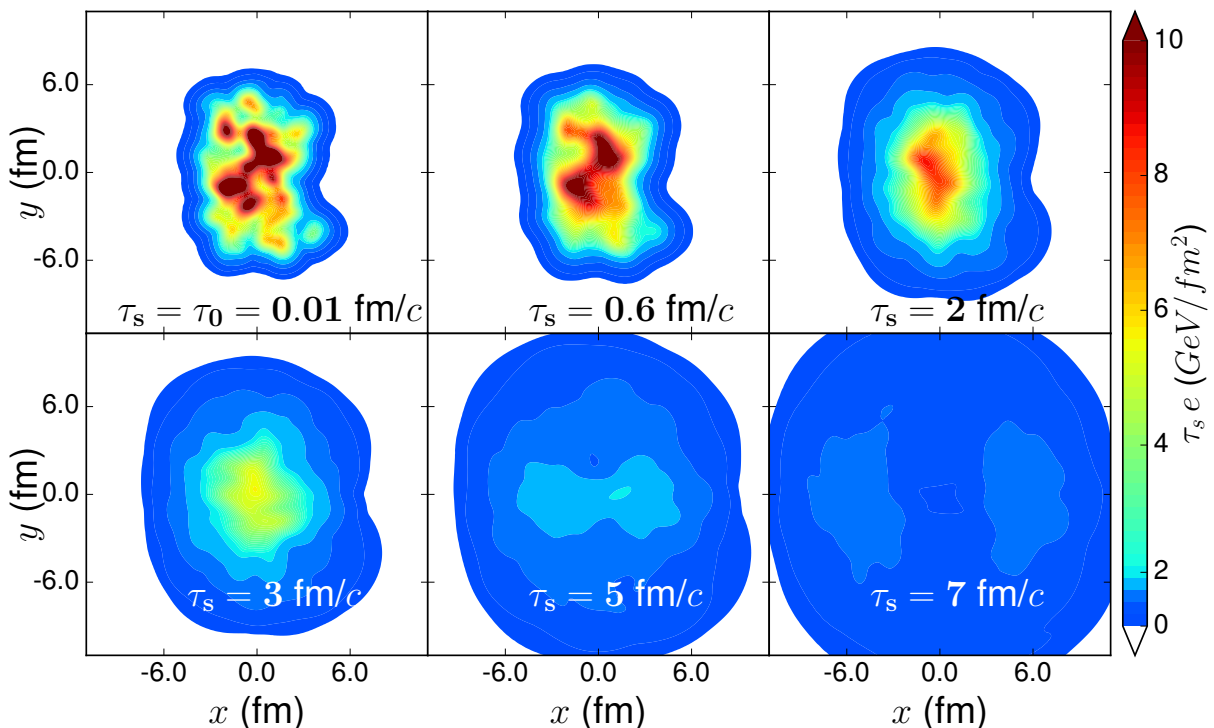 6.0
0.0
-6.0
y (fm)
τs = τ0 = 0.01 fm/c
τs = 0.6 fm/c
τs = 2 fm/c
6.0
0.0
-6.0
y (fm)
τs = 3 fm/c
τs = 5 fm/c
τs = 7 fm/c
-6.0 0.0 6.0
-6.0 0.0 6.0
-6.0 0.0 6.0
x (fm)
x (fm)
x (fm)
10
8
6
4
2
0
τs e (GeV/fm²)